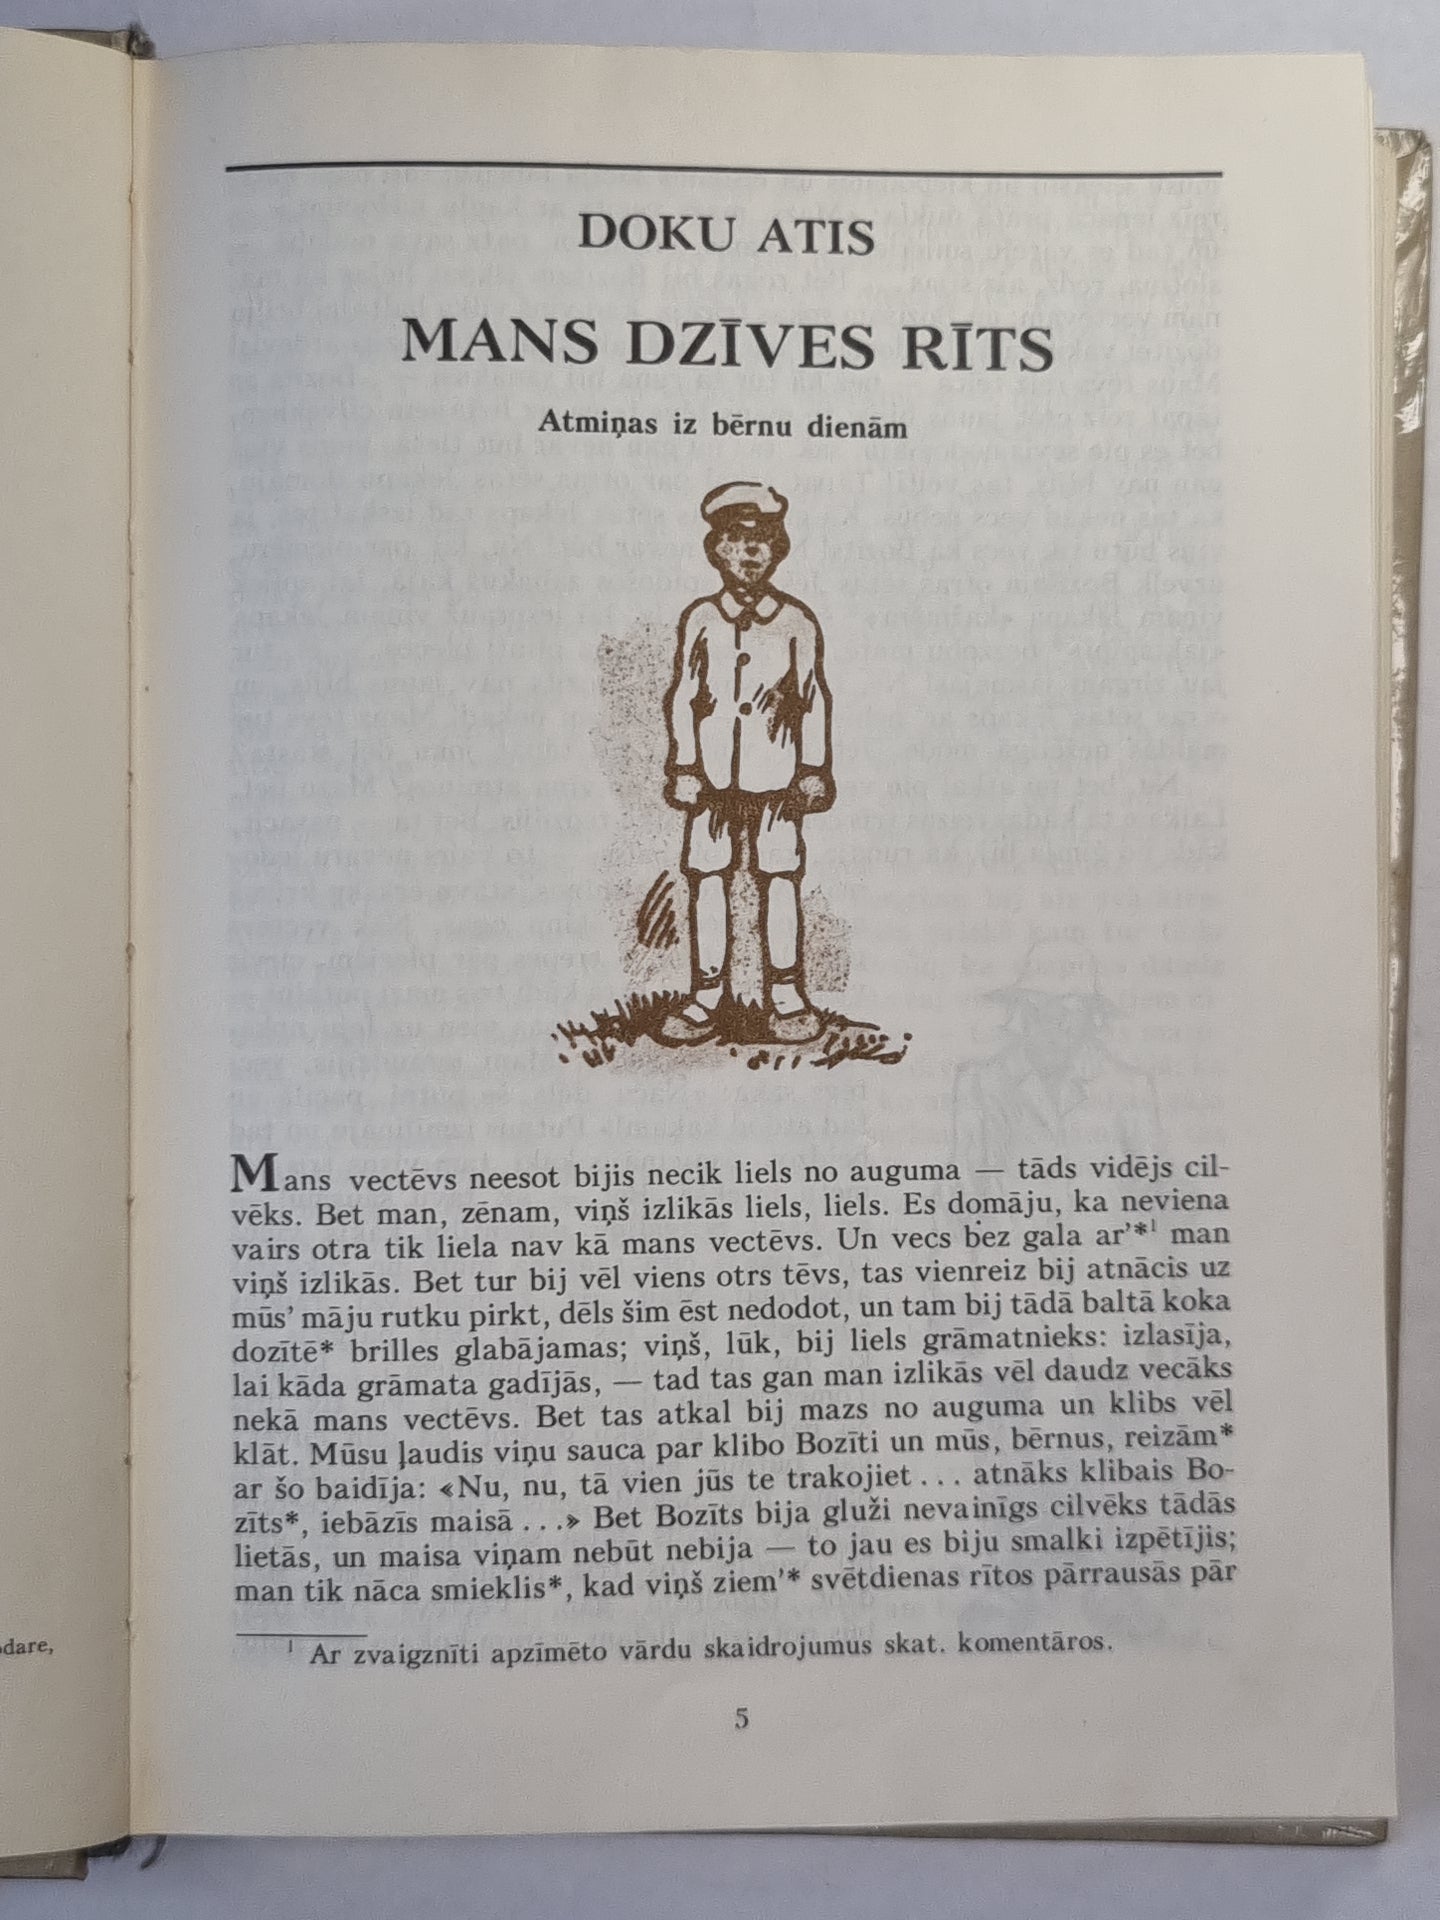 DOKU ATIS
MANS DZĪVES RĪTS
Atmiņas iz bērnu dienām
Mans vectēvs neesot bijis necik liels no auguma — tāds vidējs cil-
vēks. Bet man, zēnam, viņš izlikās liels, liels. Es domāju, ka neviena
vairs otra tik liela nav kā mans vectēvs. Un vecs bez gala ar’*¹ man
viņš izlikās. Bet tur bij vēl viens otrs tēvs, tas vienreiz bij atnācis uz
mūs’ māju rutku pirkt, dēls šim ēst nedodot, un tam bij tādā baltā koka
dozītē* brilles glabājamas; viņš, lūk, bij liels grāmatnieks: izlasīja,
lai kāda grāmata gadījās, — tad tas gan man izlikās vēl daudz vecāks
nekā mans vectēvs. Bet tas atkal bij mazs no auguma un klibs vēl
klāt. Mūsu ļaudis viņu sauca par klibo Bozīti un mūs, bērnus, reizām*
ar šo baidīja: «Nu, nu, tā vien jūs te trakojiet... atnāks klibais Bo-
zīts*, iebāzīs maisā ...» Bet Bozīts bija gluži nevainīgs cilvēks tādās
lietās, un maisa viņam nebūt nebija — to jau es biju smalki izpētījis;
man tik nāca smieklis*, kad viņš ziem’* svētdienas rītos pārrausās pār
¹ Ar zvaigznīti apzīmēto vārdu skaidrojumus skat. komentāros.
5
dare,